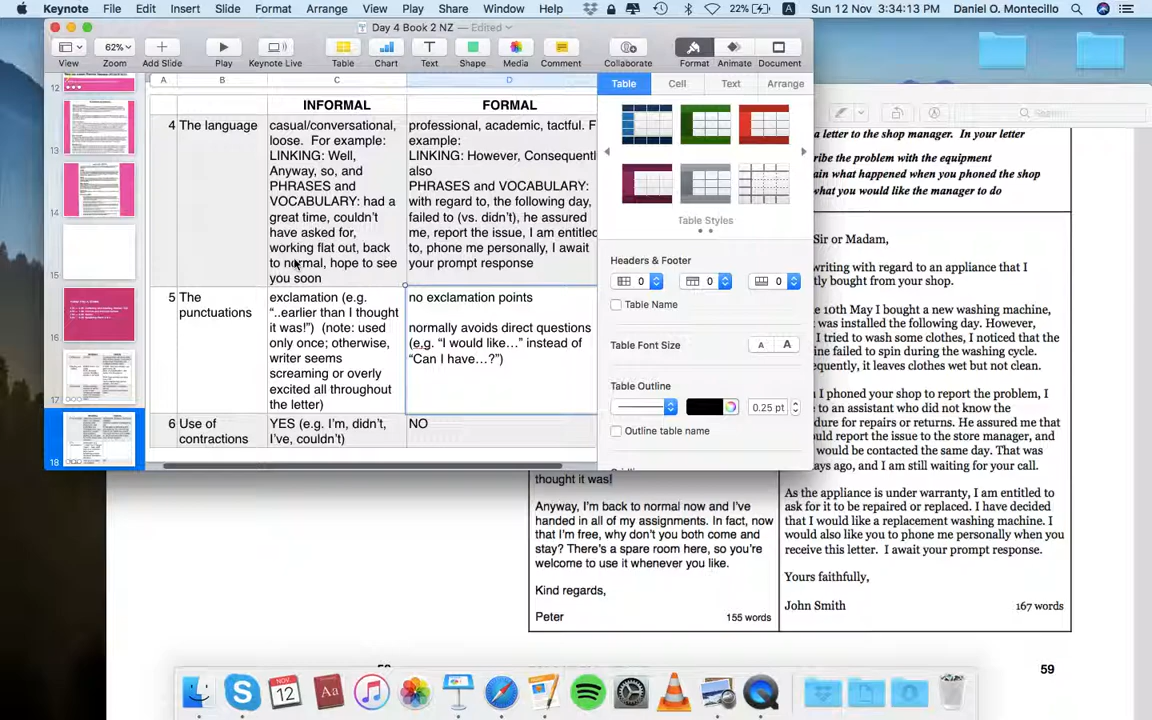 Keynote File Edit Insert Slide Format Arrange View Play Share Window Help 22% Sun 12 Nov 3:34:13 PM Daniel O. Montecillo
Day 4 Book 2 NZ — Edited
62%
View Zoom Add Slide Play Keynote Live Table Chart Text Shape Media Comment Collaborate Format Animate Document
A B C D
Table Cell Text Arrange
12
13
14
15
16
17
18
INFORMAL FORMAL
4 The language
casual/conversational,
loose. For example:
LINKING: Well,
Anyway, so, and
PHRASES and
VOCABULARY: had a
great time, couldn't
have asked for,
working flat out, back
to normal, hope to see
you soon
professional, academic, tactful. F
example:
LINKING: However, Consequentl
also
PHRASES and VOCABULARY:
with regard to, the following day,
failed to (vs. didn't), he assured
me, report the issue, I am entitled
to, phone me personally, I await
your prompt response
5 The
punctuations
exclamation (e.g.
“..earlier than I thought
it was!”) (note: used
only once; otherwise,
writer seems
screaming or overly
excited all throughout
the letter)
no exclamation points
normally avoids direct questions
(e.g. “I would like…” instead of
“Can I have…?”)
6 Use of
contractions
YES (e.g. I'm, didn't,
I've, couldn't)
NO
Table Styles
Headers & Footer
0 0 0
Table Name
Table Font Size
A A
Table Outline
0.25 pt
Outline table name
Search
a letter to the shop manager. In your letter
ribe the problem with the equipment
ain what happened when you phoned the shop
what you would like the manager to do
Sir or Madam,
writing with regard to an appliance that I
tly bought from your shop.
10th May I bought a new washing machine,
was installed the following day. However,
I tried to wash some clothes, I noticed that the
ine failed to spin during the washing cycle.
equently, it leaves clothes wet but not clean.
I phoned your shop to report the problem, I
to an assistant who did not know the
dure for repairs or returns. He assured me that
ould report the issue to the store manager, and
would be contacted the same day. That was
ays ago, and I am still waiting for your call.
As the appliance is under warranty, I am entitled to
ask for it to be repaired or replaced. I have decided
that I would like a replacement washing machine. I
would also like you to phone me personally when you
receive this letter. I await your prompt response.
Yours faithfully,
John Smith 167 words
thought it was!
Anyway, I'm back to normal now and I've
handed in all of my assignments. In fact, now
that I'm free, why don't you both come and
stay? There's a spare room here, so you're
welcome to use it whenever you like.
Kind regards,
Peter 155 words
59
NOV
12
Aa